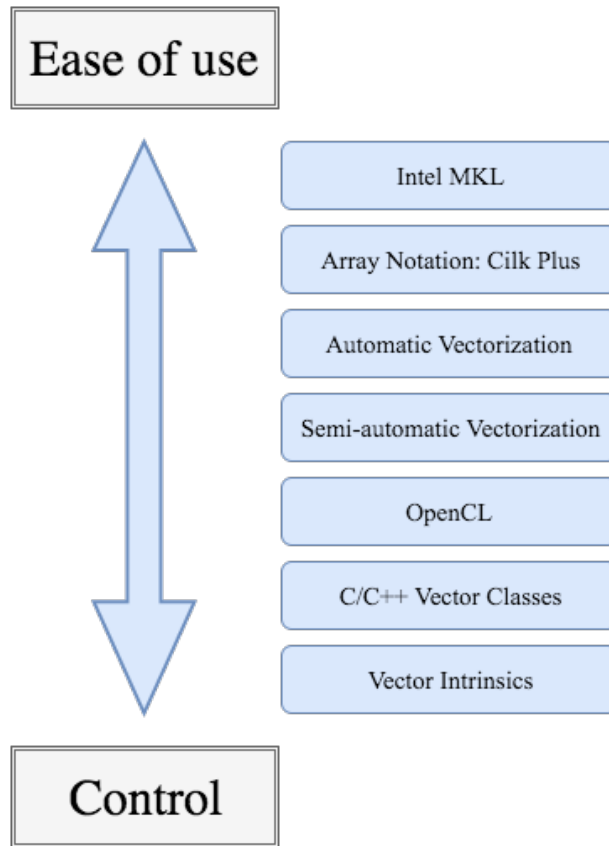 Ease of use
Intel MKL
Array Notation: Cilk Plus
Automatic Vectorization
Semi-automatic Vectorization
OpenCL
C/C++ Vector Classes
Vector Intrinsics
Control